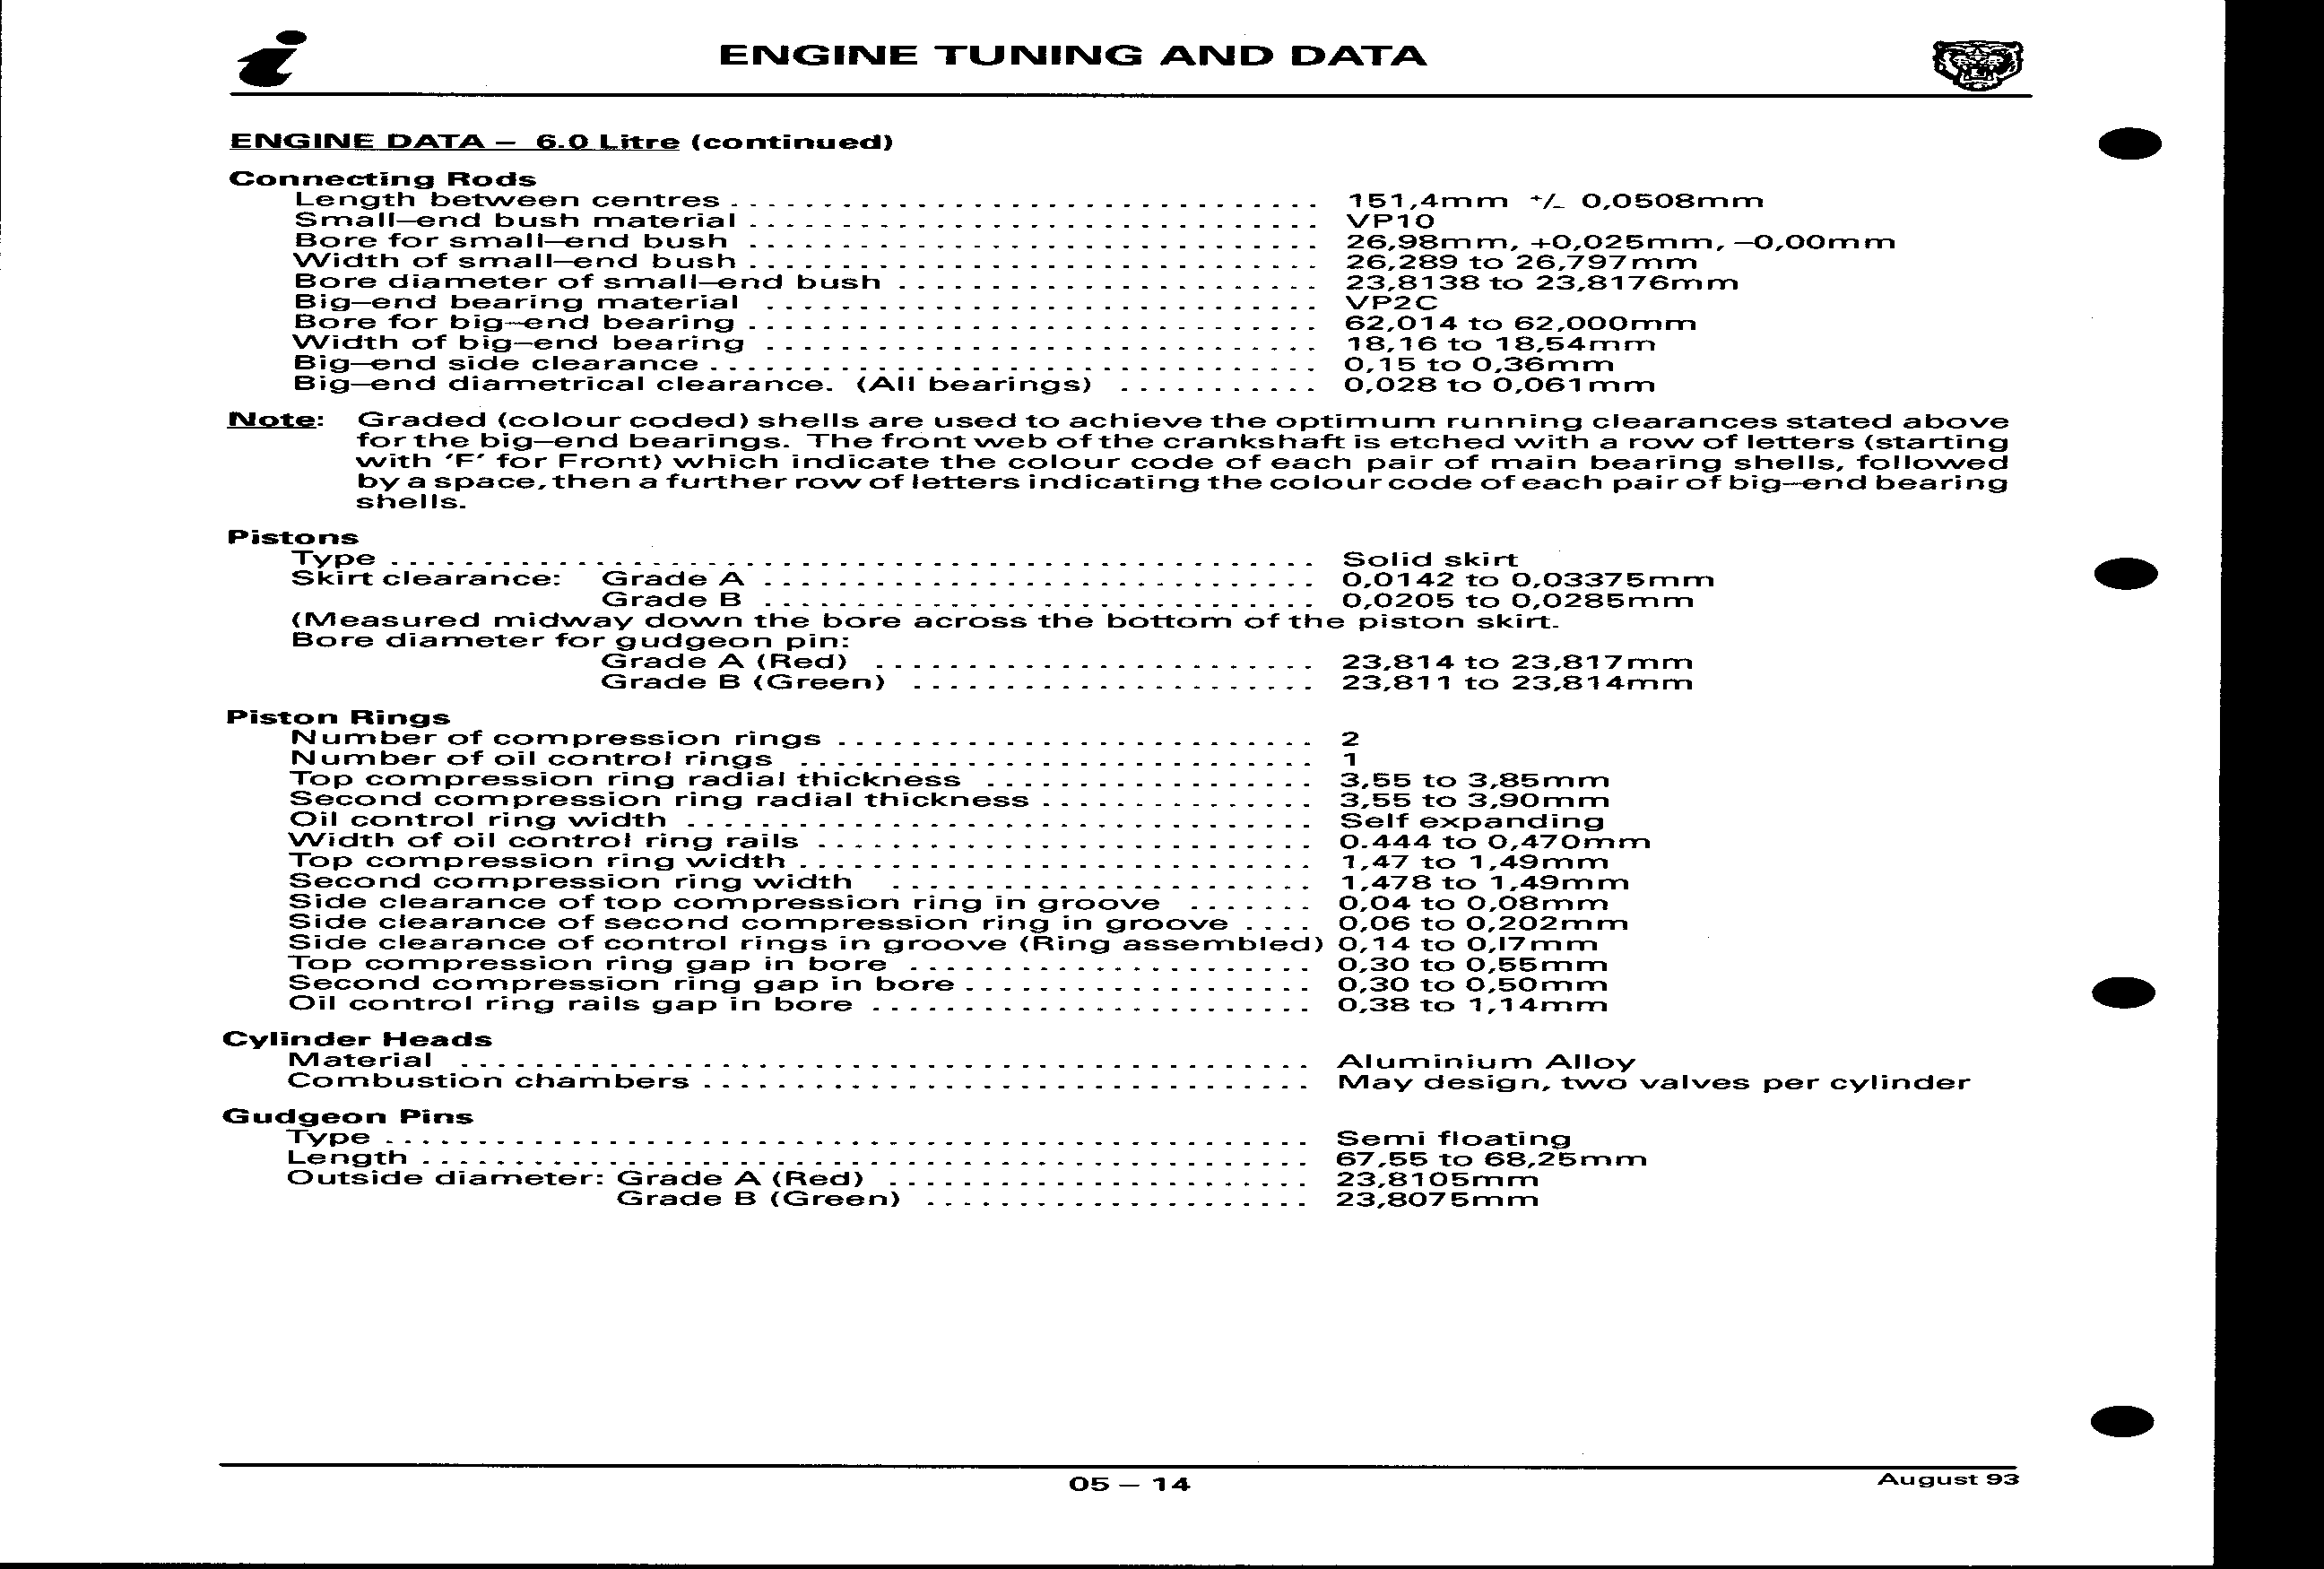 ENGINE TUNING AND DATA
ENGINE DATA – 6.0 Litre (continued)
Connecting Rods
Length between centres . . . . . . . . . . . . . . . . . . . . 151,4mm +/_ 0,0508mm
Small–end bush material . . . . . . . . . . . . . . . . . . . . VP10
Bore for small–end bush . . . . . . . . . . . . . . . . . . . . 26,98mm, +0,025mm, –0,00mm
Width of small–end bush . . . . . . . . . . . . . . . . . . . . 26,289 to 26,797mm
Bore diameter of small–end bush . . . . . . . . . . . . . . . . 23,8138 to 23,8176mm
Big–end bearing material . . . . . . . . . . . . . . . . . . . . VP2C
Bore for big–end bearing . . . . . . . . . . . . . . . . . . . . 62,014 to 62,000mm
Width of big–end bearing . . . . . . . . . . . . . . . . . . . . 18,16 to 18,54mm
Big–end side clearance . . . . . . . . . . . . . . . . . . . . 0,15 to 0,36mm
Big–end diametrical clearance. (All bearings) . . . . . . . . . . . 0,028 to 0,061mm
Note: Graded (colour coded) shells are used to achieve the optimum running clearances stated above
for the big–end bearings. The front web of the crankshaft is etched with a row of letters (starting
with 'F' for Front) which indicate the colour code of each pair of main bearing shells, followed
by a space, then a further row of letters indicating the colour code of each pair of big–end bearing
shells.
Pistons
Type . . . . . . . . . . . . . . . . . . . . Solid skirt
Skirt clearance: Grade A . . . . . . . . . . . . . . . . . . . . 0,0142 to 0,03375mm
Grade B . . . . . . . . . . . . . . . . . . . . 0,0205 to 0,0285mm
(Measured midway down the bore across the bottom of the piston skirt.
Bore diameter for gudgeon pin:
Grade A (Red) . . . . . . . . . . . . . . . . . . . . 23,814 to 23,817mm
Grade B (Green) . . . . . . . . . . . . . . . . . . . . 23,811 to 23,814mm
Piston Rings
Number of compression rings . . . . . . . . . . . . . . . . . . . . 2
Number of oil control rings . . . . . . . . . . . . . . . . . . . . 1
Top compression ring radial thickness . . . . . . . . . . . . . . . . 3,55 to 3,85mm
Second compression ring radial thickness . . . . . . . . . . . . . . 3,55 to 3,90mm
Oil control ring width . . . . . . . . . . . . . . . . . . . . Self expanding
Width of oil control ring rails . . . . . . . . . . . . . . . . . . . . 0.444 to 0,470mm
Top compression ring width . . . . . . . . . . . . . . . . . . . . 1,47 to 1,49mm
Second compression ring width . . . . . . . . . . . . . . . . . . . . 1,478 to 1,49mm
Side clearance of top compression ring in groove . . . . . . . 0,04 to 0,08mm
Side clearance of second compression ring in groove . . . . 0,06 to 0,202mm
Side clearance of control rings in groove (Ring assembled) 0,14 to 0,l7mm
Top compression ring gap in bore . . . . . . . . . . . . . . . . . . . . 0,30 to 0,55mm
Second compression ring gap in bore . . . . . . . . . . . . . . . . . . 0,30 to 0,50mm
Oil control ring rails gap in bore . . . . . . . . . . . . . . . . . . . . 0,38 to 1,14mm
Cylinder Heads
Material . . . . . . . . . . . . . . . . . . . . Aluminium Alloy
Combustion chambers . . . . . . . . . . . . . . . . . . . . May design, two valves per cylinder
Gudgeon Pins
Type . . . . . . . . . . . . . . . . . . . . Semi floating
Length . . . . . . . . . . . . . . . . . . . . 67,55 to 68,25mm
Outside diameter: Grade A (Red) . . . . . . . . . . . . . . . . . . . . 23,8105mm
Grade B (Green) . . . . . . . . . . . . . . . . . . . . 23,8075mm
05 – 14
August 93